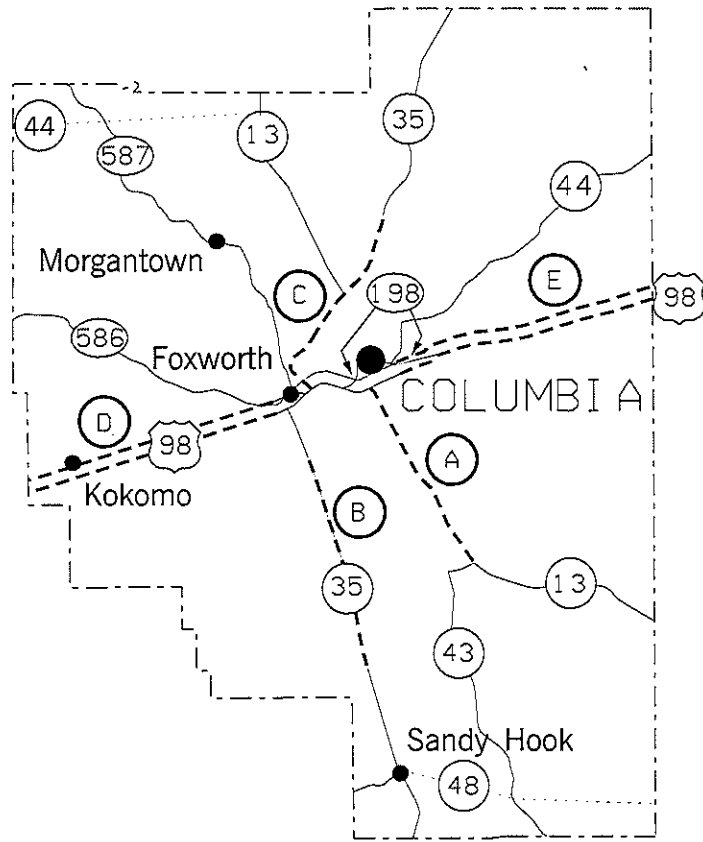 35
44
13
587
44
Morgantown
C
198
E
98
586
Foxworth
COLUMBIA
D
98
A
Kokomo
B
35
13
43
Sandy Hook
48